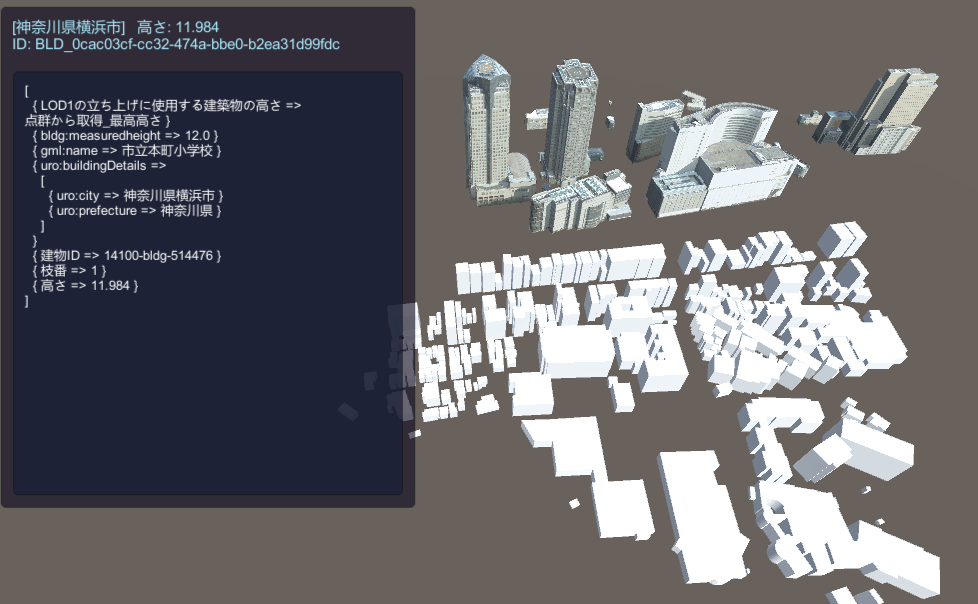 [神奈川県横浜市] 高さ: 11.984
ID: BLD_0cac03cf-cc32-474a-bbe0-b2ea31d99fdc
[
{ LOD1の立ち上げに使用する建築物の高さ =>
点群から取得_最高高さ }
{ bldg:measuredheight => 12.0 }
{ gml:name => 市立本町小学校 }
{ uro:buildingDetails =>
[
{ uro:city => 神奈川県横浜市 }
{ uro:prefecture => 神奈川県 }
]
}
{ 建物ID => 14100-bldg-514476 }
{ 枝番 => 1 }
{ 高さ => 11.984 }
]